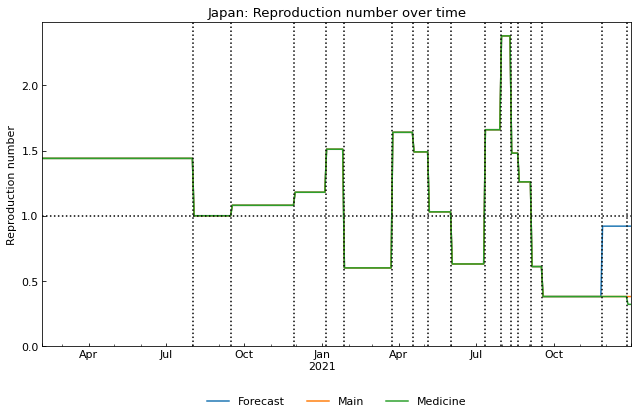 Japan: Reproduction number over time
Reproduction number
2.0
1.5
1.0
0.5
0.0
Apr Jul Oct Jan Apr Jul Oct
2021
Forecast Main Medicine